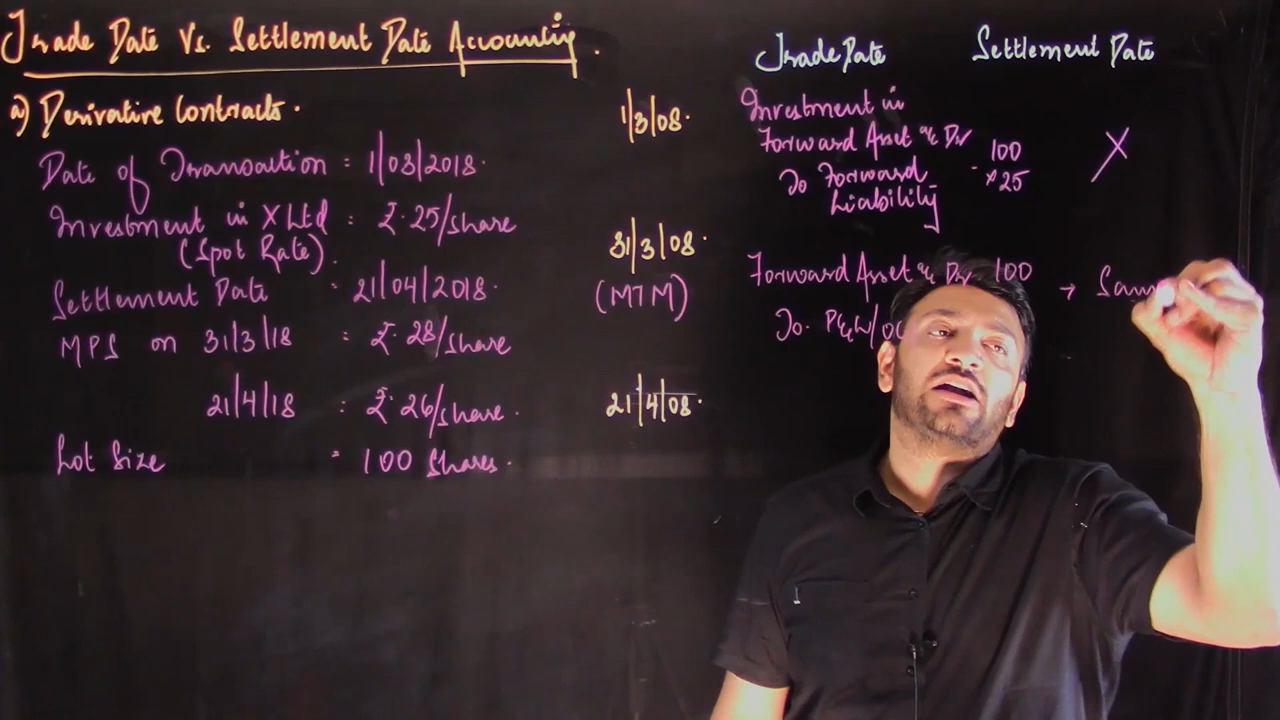 Trade Date Vs. Settlement Date Accounting.
a) Derivative Contracts.
Date of Transaction = 1/03/2018.
Investment in X Ltd = ₹.25/share
(Spot Rate).
Settlement Date = 21/04/2018.
MPS on 31/3/18 = ₹.28/share
21/4/18 = ₹.26/share.
Lot Size = 100 Shares.
1/3/08.
31/3/08.
(MTM)
21/4/08.
Trade Date
Investment in
Forward Asset a/c Dr 100
To Forward x 25
Liability
Forward Asset a/c Dr 100
To P&L/
Settlement Date
X
→ Sam